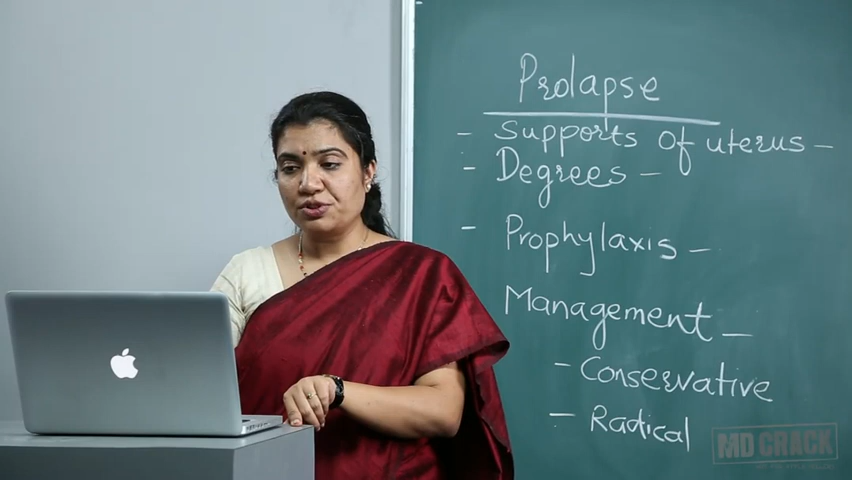 Prolapse
- Supports of uterus -
- Degrees -
- Prophylaxis -
Management -
- Conservative
- Radical
MD CRACK